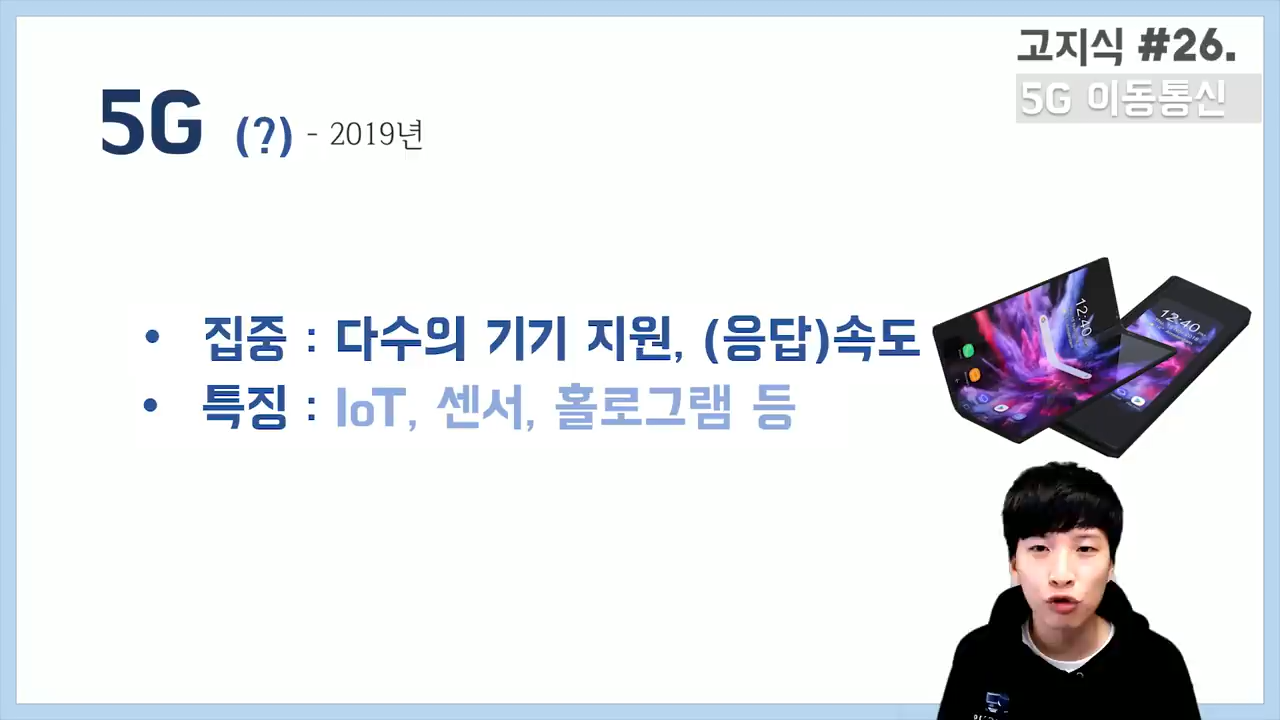 고지식 #26.
5G 이동통신
5G (?) - 2019년
• 집중 : 다수의 기기 지원, (응답)속도
• 특징 : IoT, 센서, 홀로그램 등
12:40
12:40